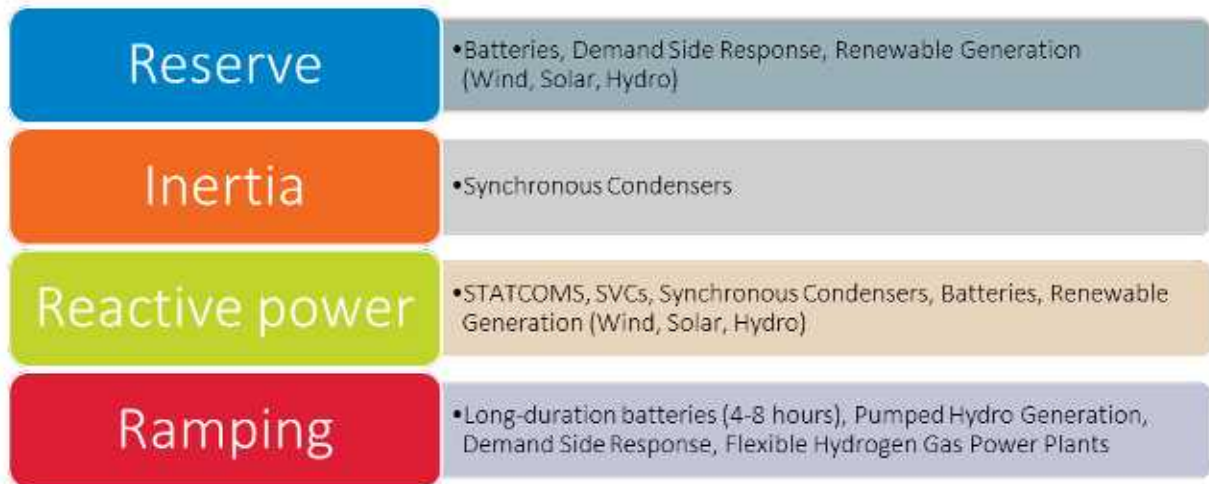 Reserve
•Batteries, Demand Side Response, Renewable Generation
(Wind, Solar, Hydro)
Inertia
•Synchronous Condensers
Reactive power
•STATCOMS, SVCs, Synchronous Condensers, Batteries, Renewable
Generation (Wind, Solar, Hydro)
Ramping
•Long-duration batteries (4-8 hours), Pumped Hydro Generation,
Demand Side Response, Flexible Hydrogen Gas Power Plants